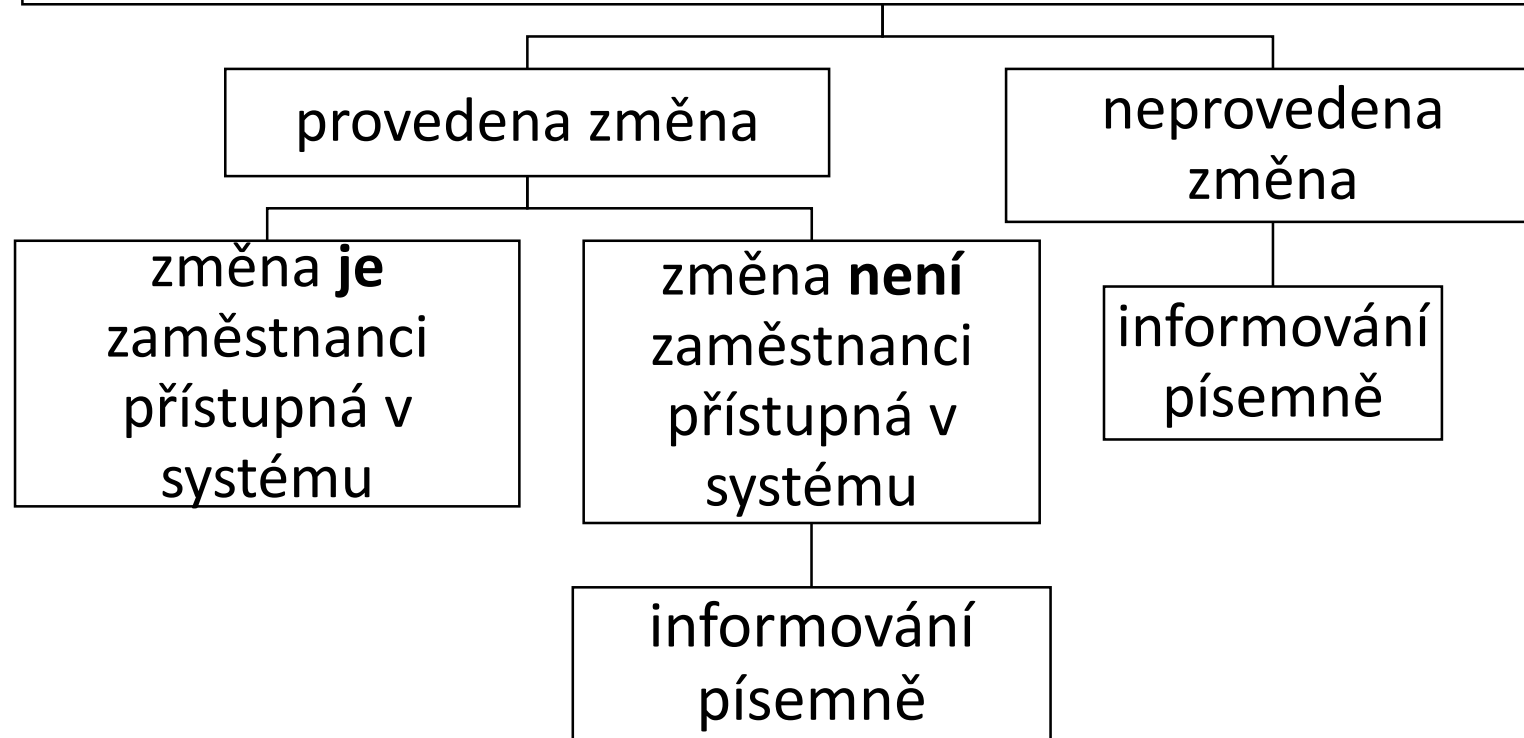 provedena změna
neprovedena
změna
změna je
zaměstnanci
přístupná v
systému
změna není
zaměstnanci
přístupná v
systému
informování
písemně
informování
písemně